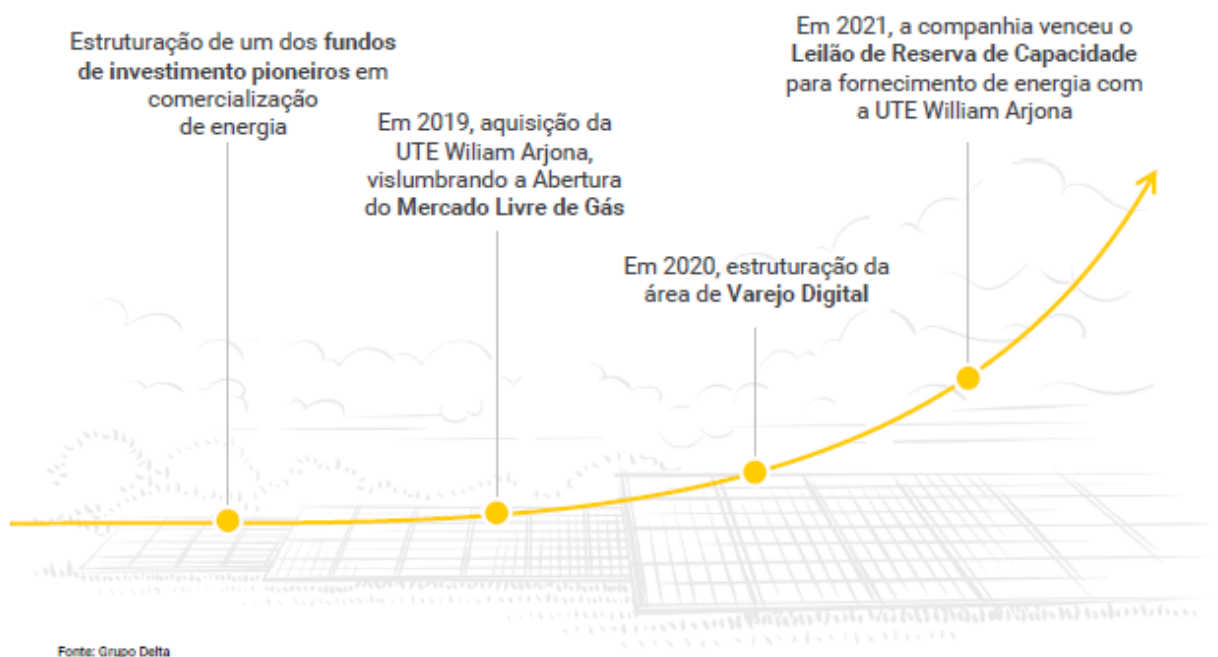 Estruturação de um dos fundos
de investimento pioneiros em
comercialização
de energia
Em 2019, aquisição da
UTE Wiliam Arjona,
vislumbrando a Abertura
do Mercado Livre de Gás
Em 2020, estruturação da
área de Varejo Digital
Em 2021, a companhia venceu o
Leilão de Reserva de Capacidade
para fornecimento de energia com
a UTE William Arjona
Fonte: Grupo Delta